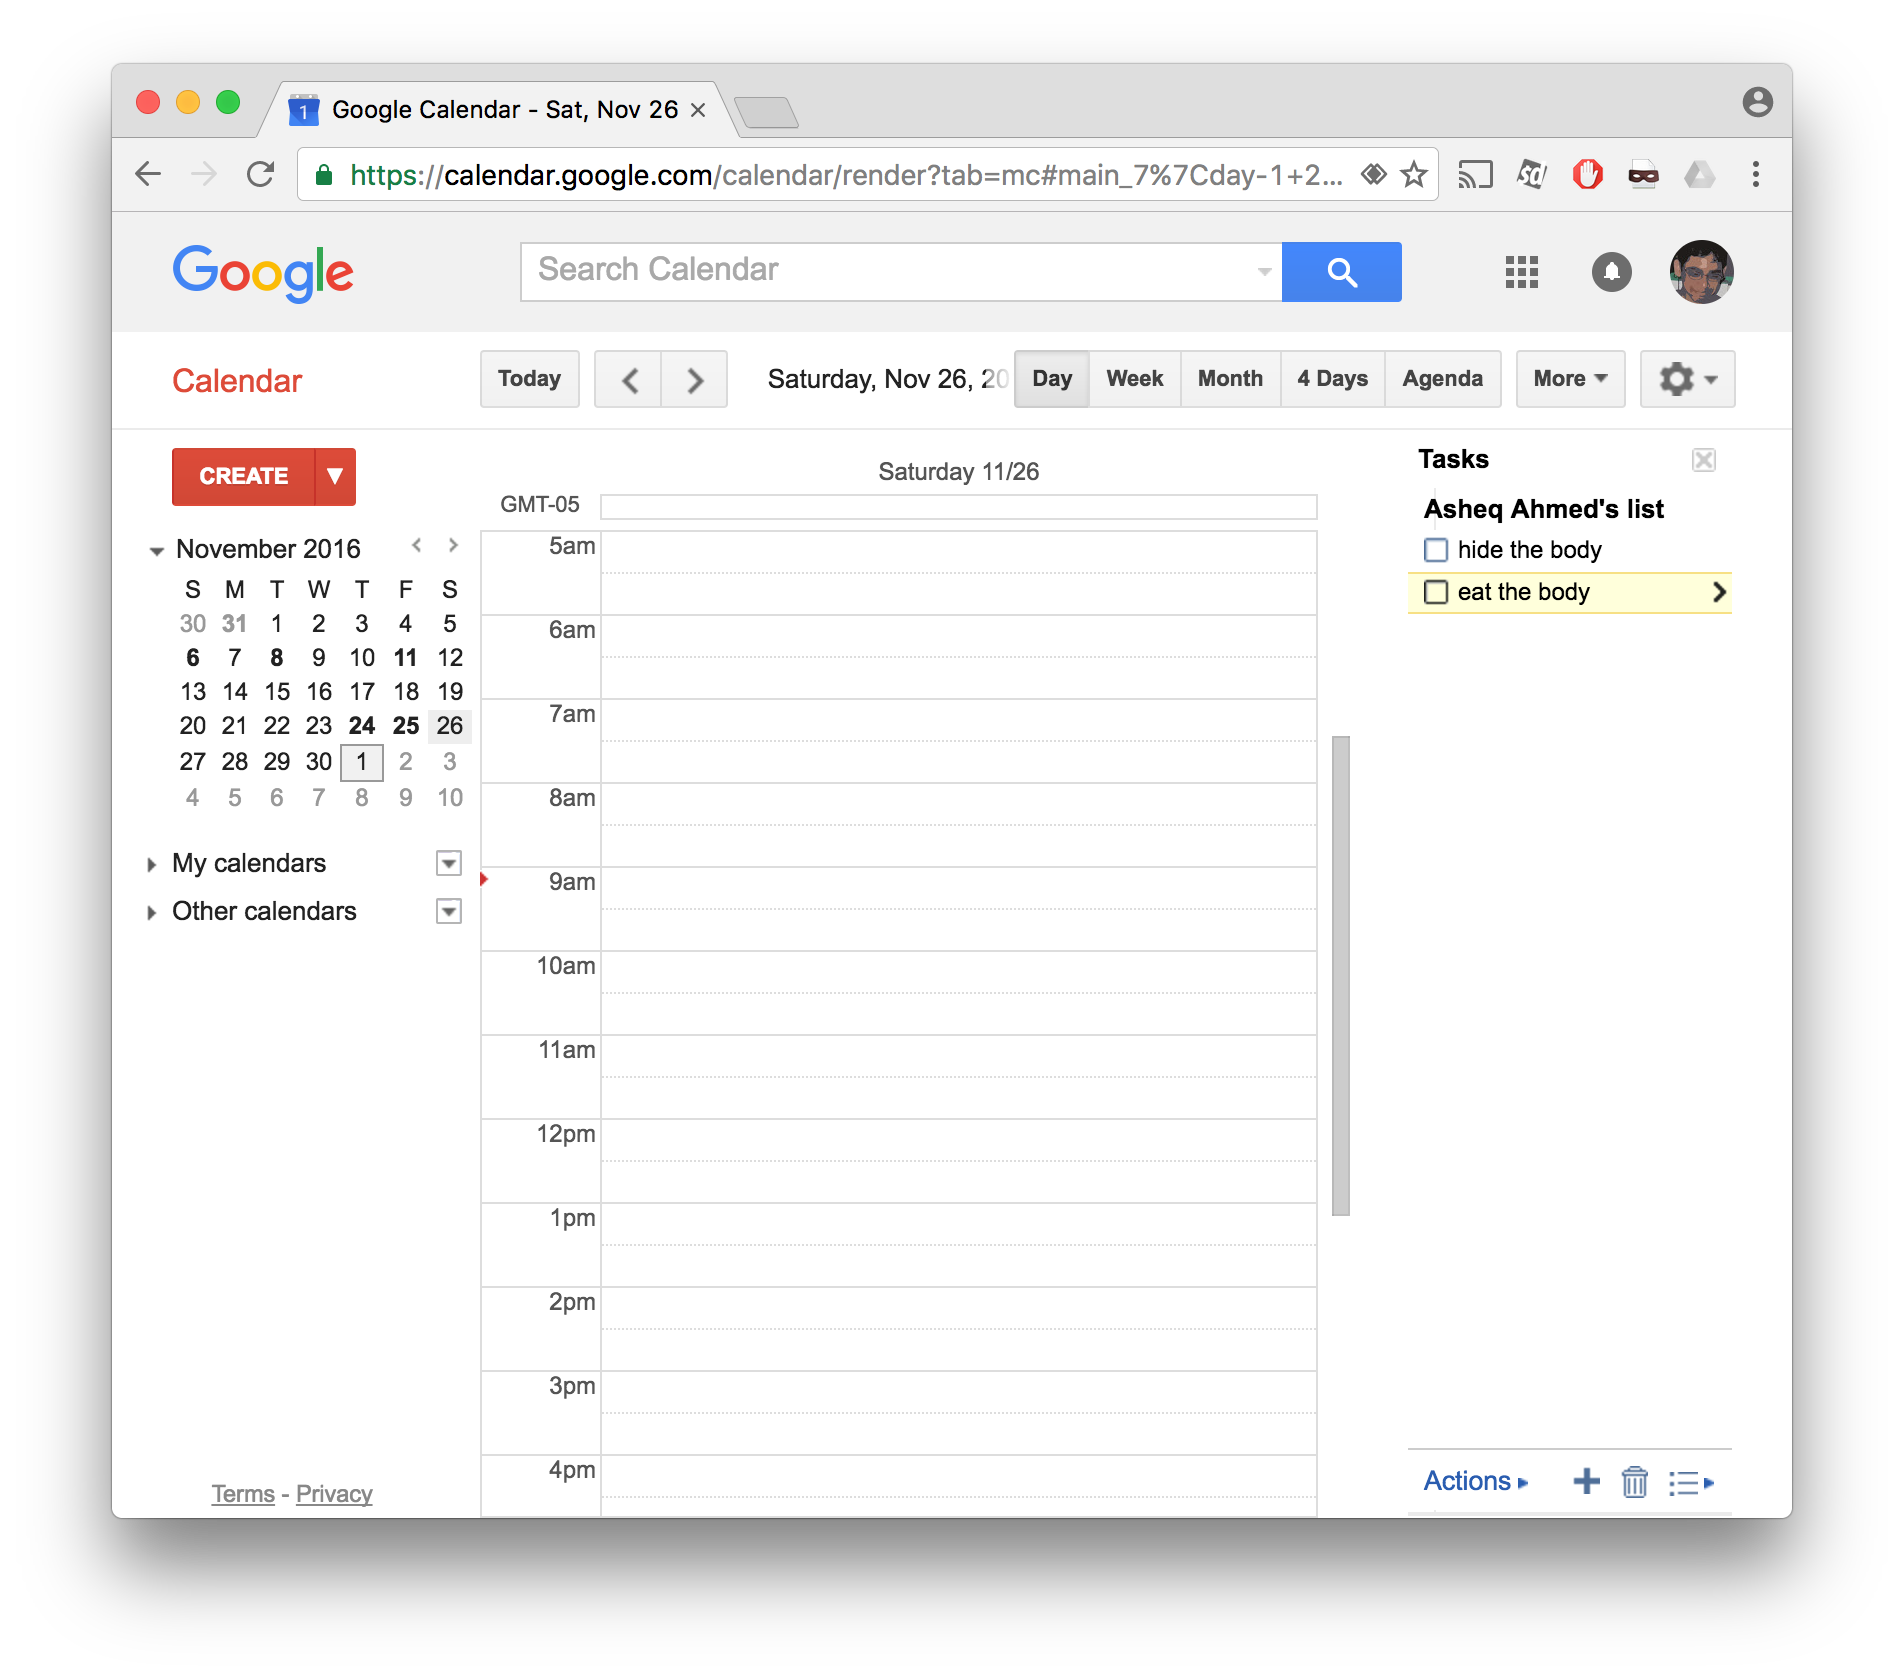 Google Calendar - Sat, Nov 26
https://calendar.google.com/calendar/render?tab=mc#main_7%7Cday-1+2...
sd
Google
Search Calendar
Calendar
Today
Saturday, Nov 26, 20
Day Week Month 4 Days Agenda
More
CREATE
November 2016
S M T W T F S
30 31 1 2 3 4 5
6 7 8 9 10 11 12
13 14 15 16 17 18 19
20 21 22 23 24 25 26
27 28 29 30 1 2 3
4 5 6 7 8 9 10
My calendars
Other calendars
Terms - Privacy
Saturday 11/26
GMT-05
5am
6am
7am
8am
9am
10am
11am
12pm
1pm
2pm
3pm
4pm
Tasks
Asheq Ahmed's list
hide the body
eat the body
Actions